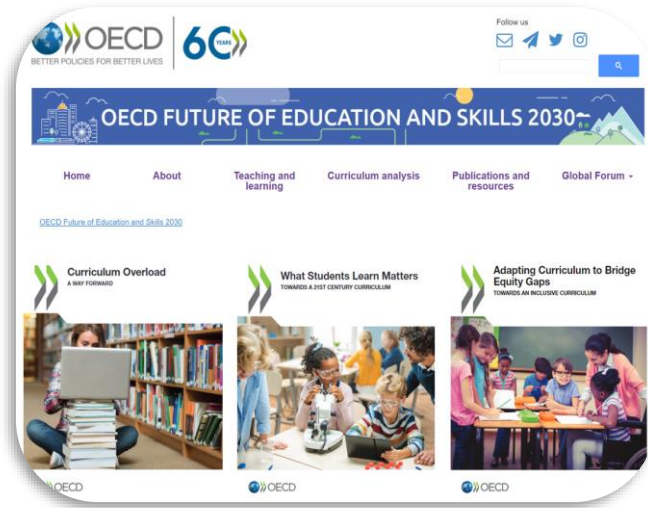 OECD
BETTER POLICIES FOR BETTER LIVES
60
YEARS
Follow us
OECD FUTURE OF EDUCATION AND SKILLS 2030
Home About Teaching and learning Curriculum analysis Publications and resources Global Forum
OECD Future of Education and Skills 2030
Curriculum Overload
A WAY FORWARD
What Students Learn Matters
TOWARDS A 21ST CENTURY CURRICULUM
Adapting Curriculum to Bridge
Equity Gaps
TOWARDS AN INCLUSIVE CURRICULUM
OECD
OECD
OECD